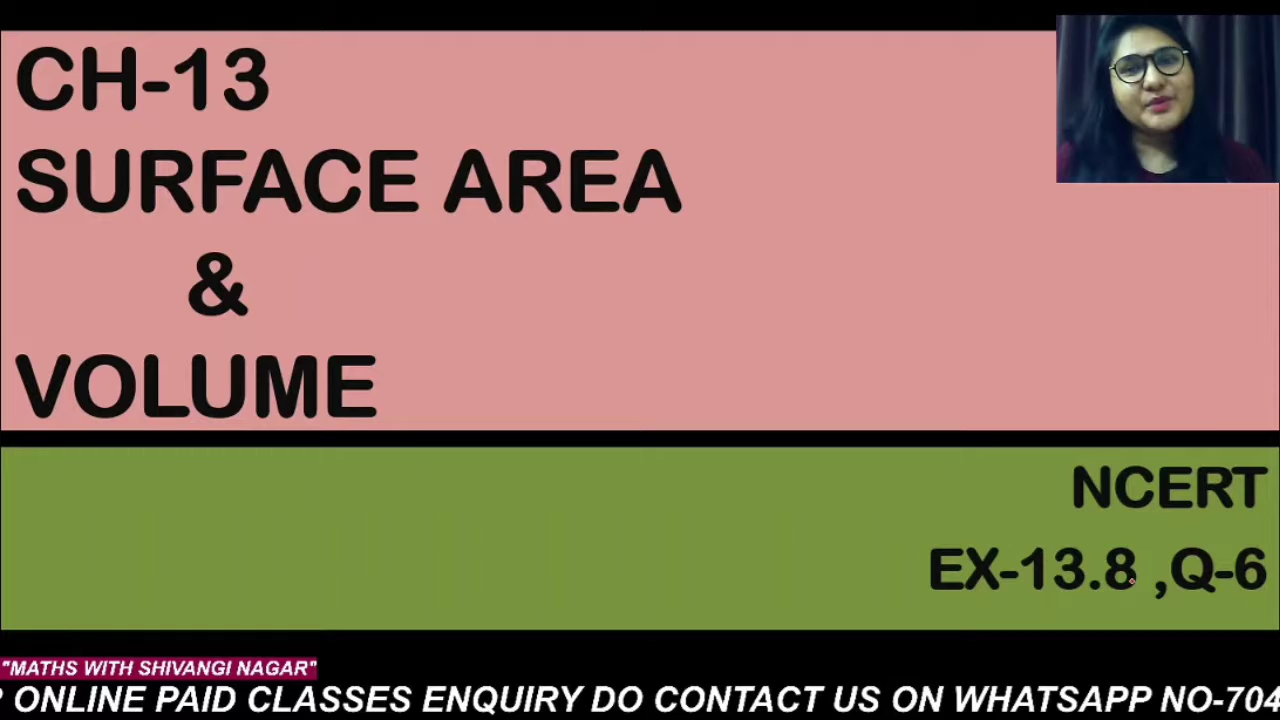 CH-13
SURFACE AREA
&
VOLUME
NCERT
EX-13.8 ,Q-6
"MATHS WITH SHIVANGI NAGAR"
ONLINE PAID CLASSES ENQUIRY DO CONTACT US ON WHATSAPP NO-704